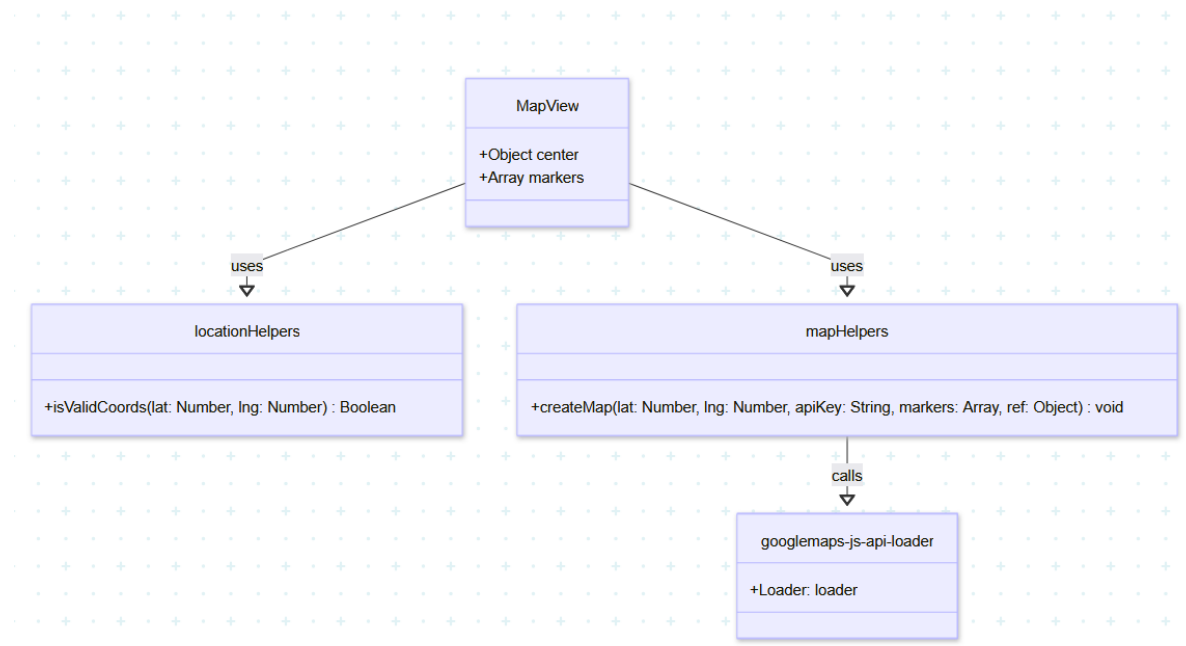 MapView
+Object center
+Array markers
uses
uses
locationHelpers
+isValidCoords(lat: Number, lng: Number) : Boolean
mapHelpers
+createMap(lat: Number, lng: Number, apiKey: String, markers: Array, ref: Object) : void
calls
googlemaps-js-api-loader
+Loader: loader